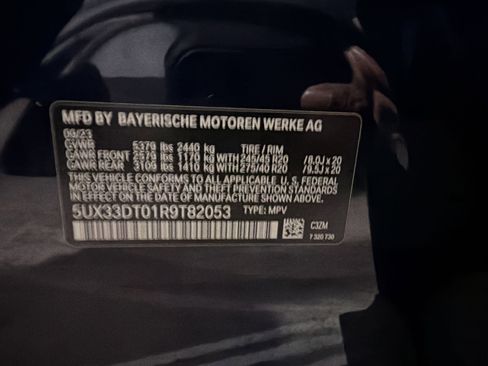 MFD BY BAYERISCHE MOTOREN WERKE AG
09/23
GVWR 5379 lbs 2440 kg TIRE / RIM
GAWR FRONT 2579 lbs 1170 kg WITH 245/45 R20 /8.0J x 20
GAWR REAR 3109 lbs 1410 kg WITH 275/40 R20 /9.5J x 20
THIS VEHICLE CONFORMS TO ALL APPLICABLE U. S. FEDERAL
MOTOR VEHICLE SAFETY AND THEFT PREVENTION STANDARDS
IN EFFECT ON THE DATE OF MANUFACTURE SHOWN ABOVE.
5UX33DT01R9T82053 TYPE: MPV
C3ZM
7 320 730